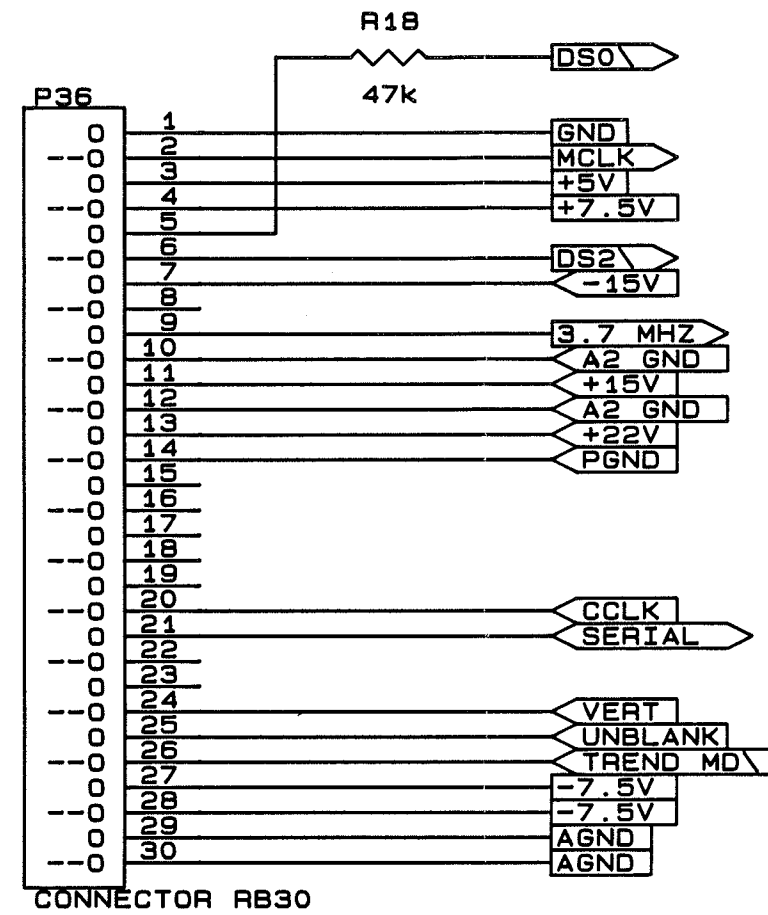 R18
DS0\
47K
P36
O 1 GND
--O 2 MCLK
O 3 +5V
--O 4 +7.5V
O 5
--O 6 DS2\
O 7 -15V
--O 8
O 9 3.7 MHZ
--O 10 A2 GND
O 11 +15V
--O 12 A2 GND
O 13 +22V
--O 14 PGND
O 15
--O 16
O 17
--O 18
O 19
--O 20 CCLK
O 21 SERIAL
--O 22
O 23
--O 24 VERT
O 25 UNBLANK
--O 26 TREND MD\
O 27 -7.5V
--O 28 -7.5V
O 29 AGND
--O 30 AGND
CONNECTOR RB30